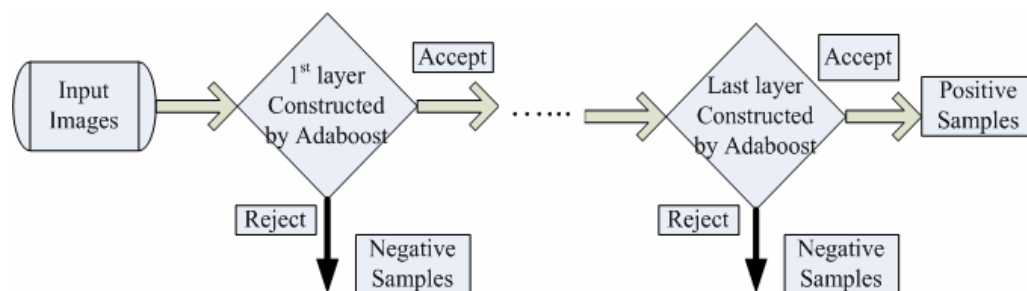 Input
Images
1st layer
Constructed
by Adaboost
Accept
Reject
Negative
Samples
......
Last layer
Constructed
by Adaboost
Accept
Reject
Negative
Samples
Positive
Samples